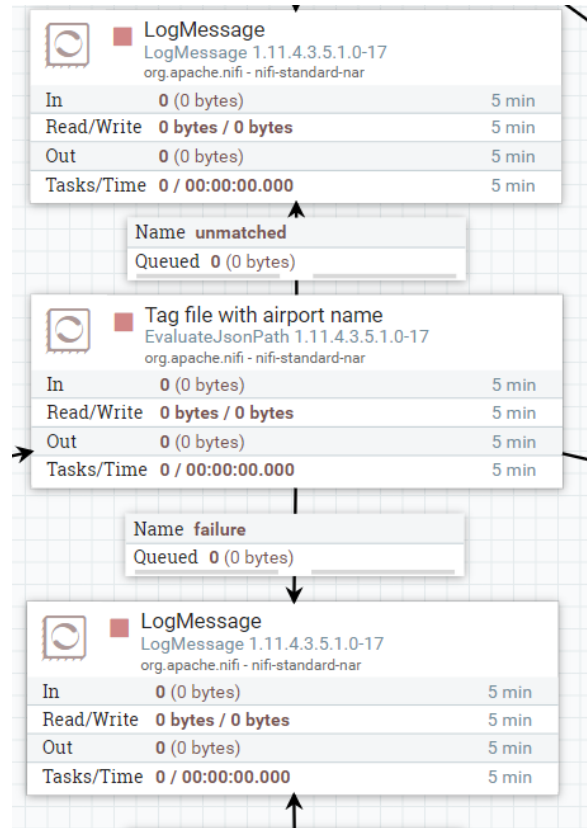 LogMessage
LogMessage 1.11.4.3.5.1.0-17
org.apache.nifi - nifi-standard-nar
In 0 (0 bytes) 5 min
Read/Write 0 bytes / 0 bytes 5 min
Out 0 (0 bytes) 5 min
Tasks/Time 0 / 00:00:00.000 5 min
Name unmatched
Queued 0 (0 bytes)
Tag file with airport name
EvaluateJsonPath 1.11.4.3.5.1.0-17
org.apache.nifi - nifi-standard-nar
In 0 (0 bytes) 5 min
Read/Write 0 bytes / 0 bytes 5 min
Out 0 (0 bytes) 5 min
Tasks/Time 0 / 00:00:00.000 5 min
Name failure
Queued 0 (0 bytes)
LogMessage
LogMessage 1.11.4.3.5.1.0-17
org.apache.nifi - nifi-standard-nar
In 0 (0 bytes) 5 min
Read/Write 0 bytes / 0 bytes 5 min
Out 0 (0 bytes) 5 min
Tasks/Time 0 / 00:00:00.000 5 min